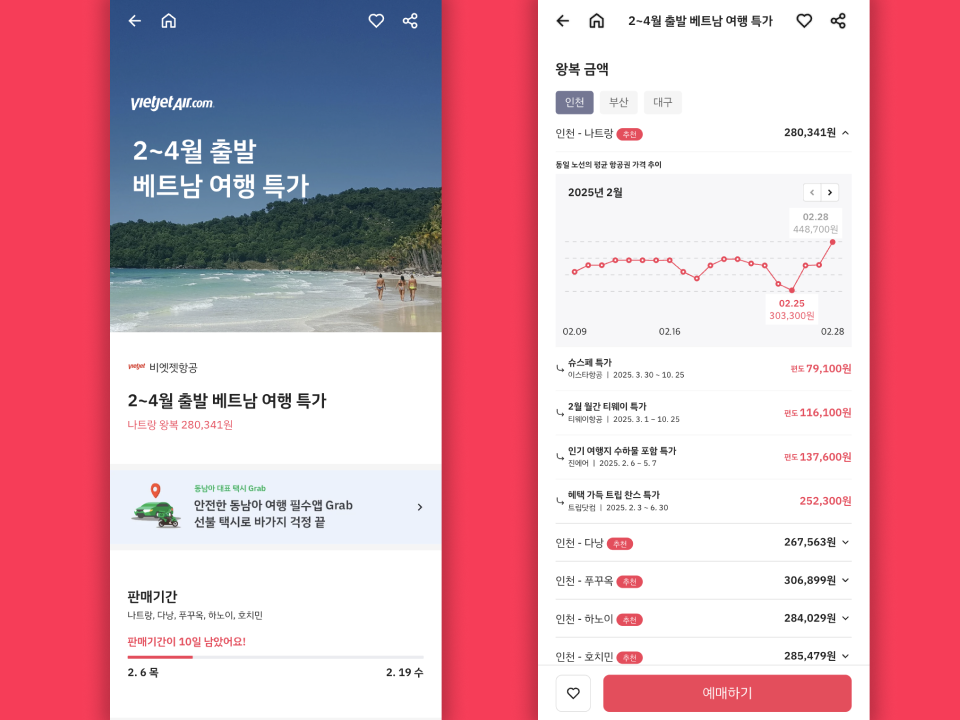 vietjetAir.com
2~4월 출발
베트남 여행 특가
vietjet 비엣젯항공
2~4월 출발 베트남 여행 특가
나트랑 왕복 280,341원
동남아 대표 택시 Grab
안전한 동남아 여행 필수앱 Grab
선불 택시로 바가지 걱정 끝
판매기간
나트랑, 다낭, 푸꾸옥, 하노이, 호치민
판매기간이 10일 남았어요!
2. 6 목
2. 19 수
2~4월 출발 베트남 여행 특가
왕복 금액
인천 부산 대구
인천 - 나트랑 추천 280,341원
동일 노선의 평균 항공권 가격 추이
2025년 2월
02.28
448,700원
02.25
303,300원
02.09 02.16 02.28
슈스페 특가
이스타항공 | 2025. 3. 30 ~ 10. 25
편도 79,100원
2월 월간 티웨이 특가
티웨이항공 | 2025. 3. 1 ~ 10. 25
편도 116,100원
인기 여행지 수하물 포함 특가
진에어 | 2025. 2. 6 ~ 5. 7
편도 137,600원
혜택 가득 트립 찬스 특가
트립닷컴 | 2025. 2. 3 ~ 6. 30
252,300원
인천 - 다낭 추천 267,563원
인천 - 푸꾸옥 추천 306,899원
인천 - 하노이 추천 284,029원
인천 - 호치민 추천 285,479원
예매하기